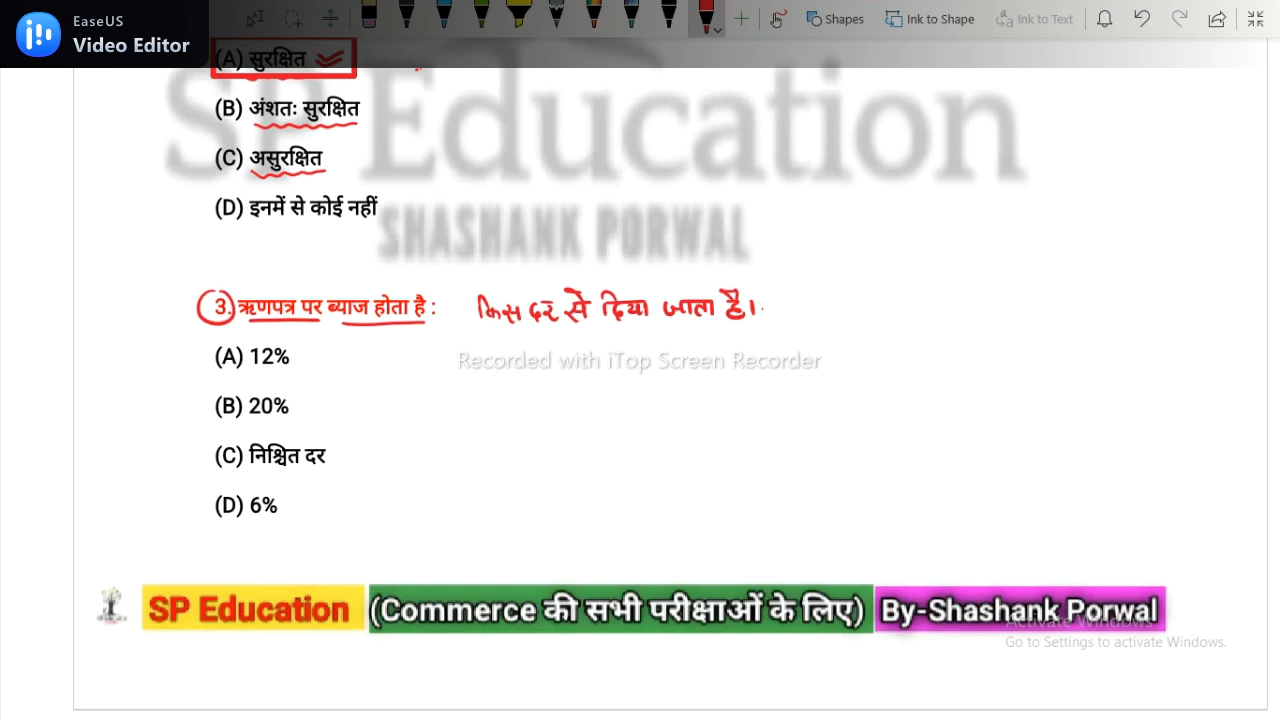 EaseUS
Video Editor
Shapes
Ink to Shape
Ink to Text
(A) सुरक्षित
SP Education
(B) अंशतः सुरक्षित
(C) असुरक्षित
(D) इनमें से कोई नहीं
SHASHANK PORWAL
3. ऋणपत्र पर ब्याज होता है : किस दर से दिया जाता है।
(A) 12%
Recorded with iTop Screen Recorder
(B) 20%
(C) निश्चित दर
(D) 6%
SP Education (Commerce की सभी परीक्षाओं के लिए) By-Shashank Porwal
Activate Windows
Go to Settings to activate Windows.